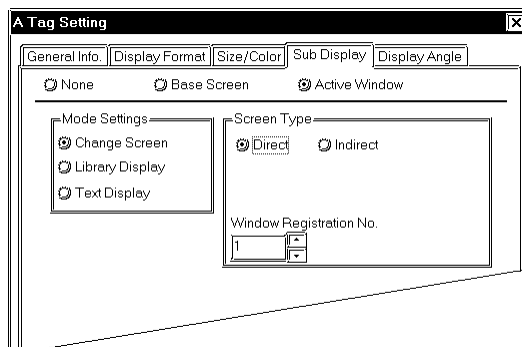 A Tag Setting
General Info. Display Format Size/Color Sub Display Display Angle
None Base Screen Active Window
Mode Settings Screen Type
Change Screen Direct Indirect
Library Display
Text Display
Window Registration No.
1